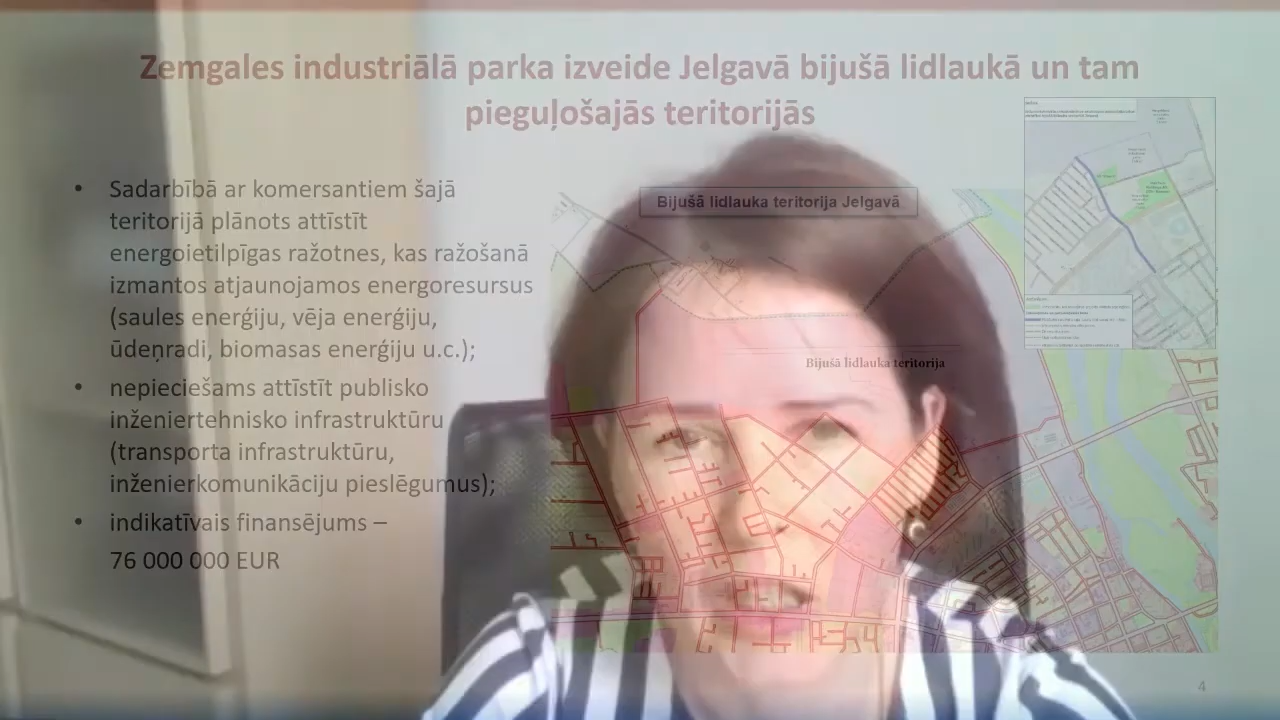 Zemgales industriālā parka izveide Jelgavā bijušā lidlaukā un tam
pieguļošajās teritorijās
• Sadarbībā ar komersantiem šajā
teritorijā plānots attīstīt
energoietilpīgas ražotnes, kas ražošanā
izmantos atjaunojamos energoresursus
(saules enerģiju, vēja enerģiju,
ūdeņradi, biomasas enerģiju u.c.);
• nepieciešams attīstīt publisko
inženiertehnisko infrastruktūru
(transporta infrastruktūru,
inženierkomunikāciju pieslēgumus);
• indikatīvais finansējums –
76 000 000 EUR
Bijušā lidlauka teritorija Jelgavā
Bijušā lidlauka teritorija
4